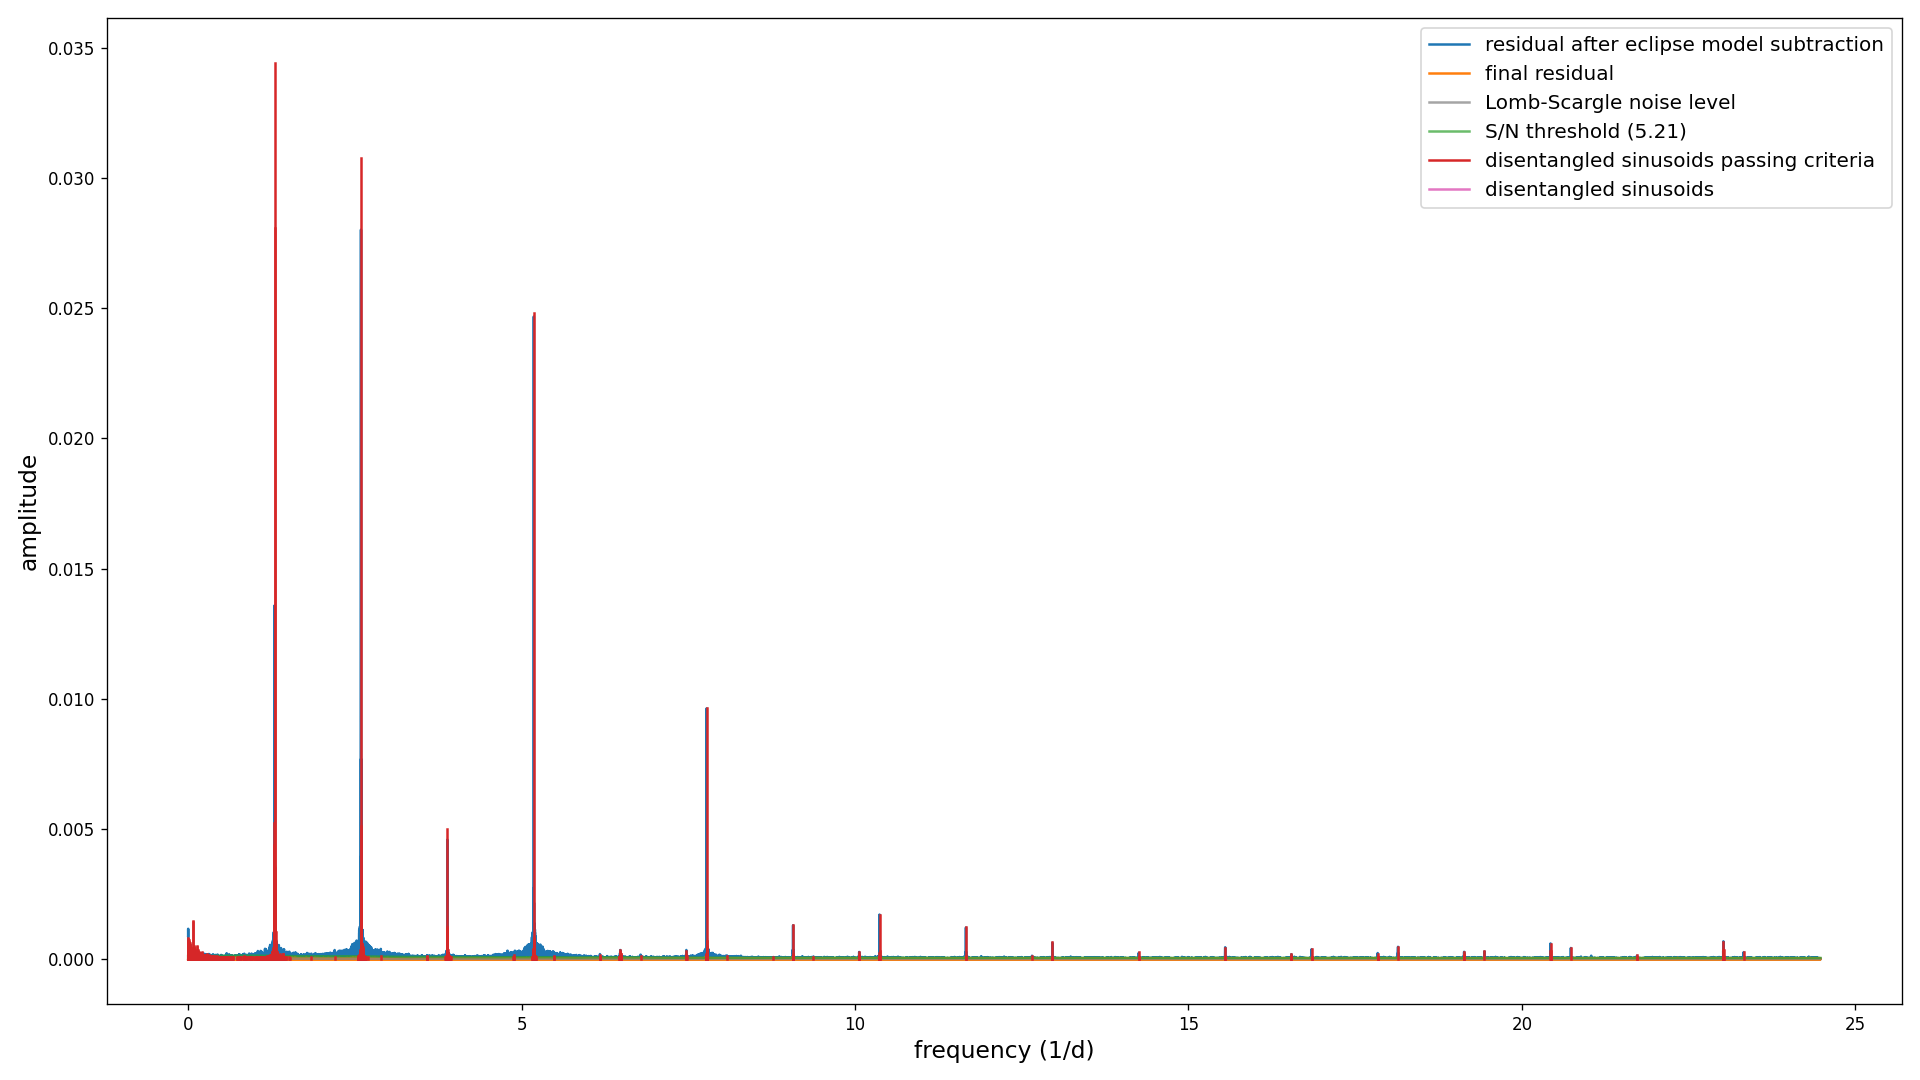 residual after eclipse model subtraction
final residual
Lomb-Scargle noise level
S/N threshold (5.21)
disentangled sinusoids passing criteria
disentangled sinusoids
0.035
0.030
0.025
0.020
0.015
0.010
0.005
0.000
amplitude
0 5 10 15 20 25
frequency (1/d)